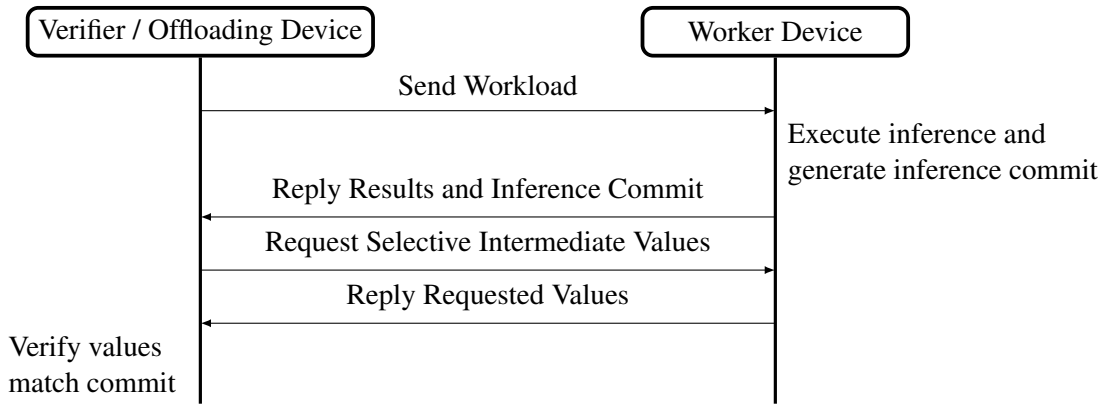 Verifier / Offloading Device
Worker Device
Send Workload
Execute inference and
generate inference commit
Reply Results and Inference Commit
Request Selective Intermediate Values
Reply Requested Values
Verify values
match commit